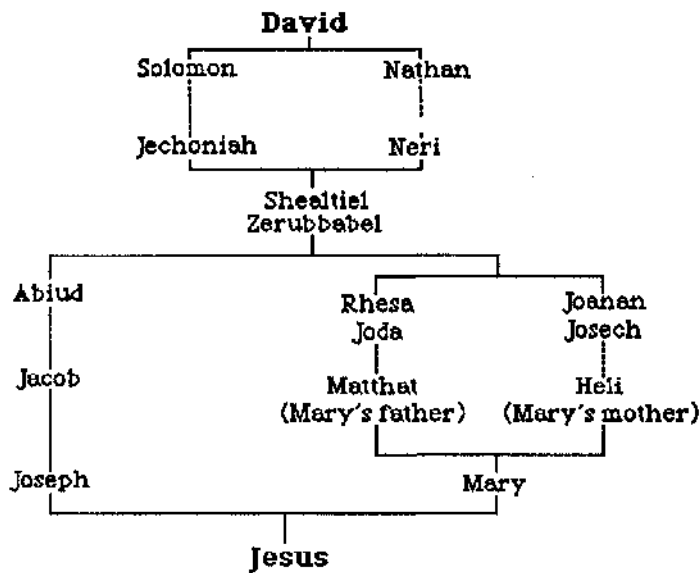 David
Solomon Nathan
Jechoniah Neri
Shealtiel
Zerubbabel
Abiud Rhesa Joanan
Joda Josech
Jacob Matthat Heli
(Mary's father) (Mary's mother)
Joseph Mary
Jesus